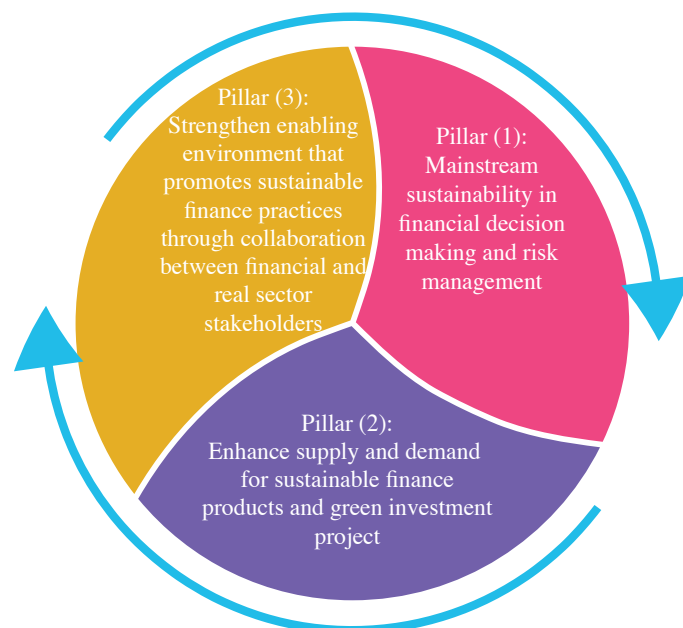 Pillar (3):
Strengthen enabling
environment that
promotes sustainable
finance practices
through collaboration
between financial and
real sector
stakeholders
Pillar (1):
Mainstream
sustainability in
financial decision
making and risk
management
Pillar (2):
Enhance supply and demand
for sustainable finance
products and green investment
project